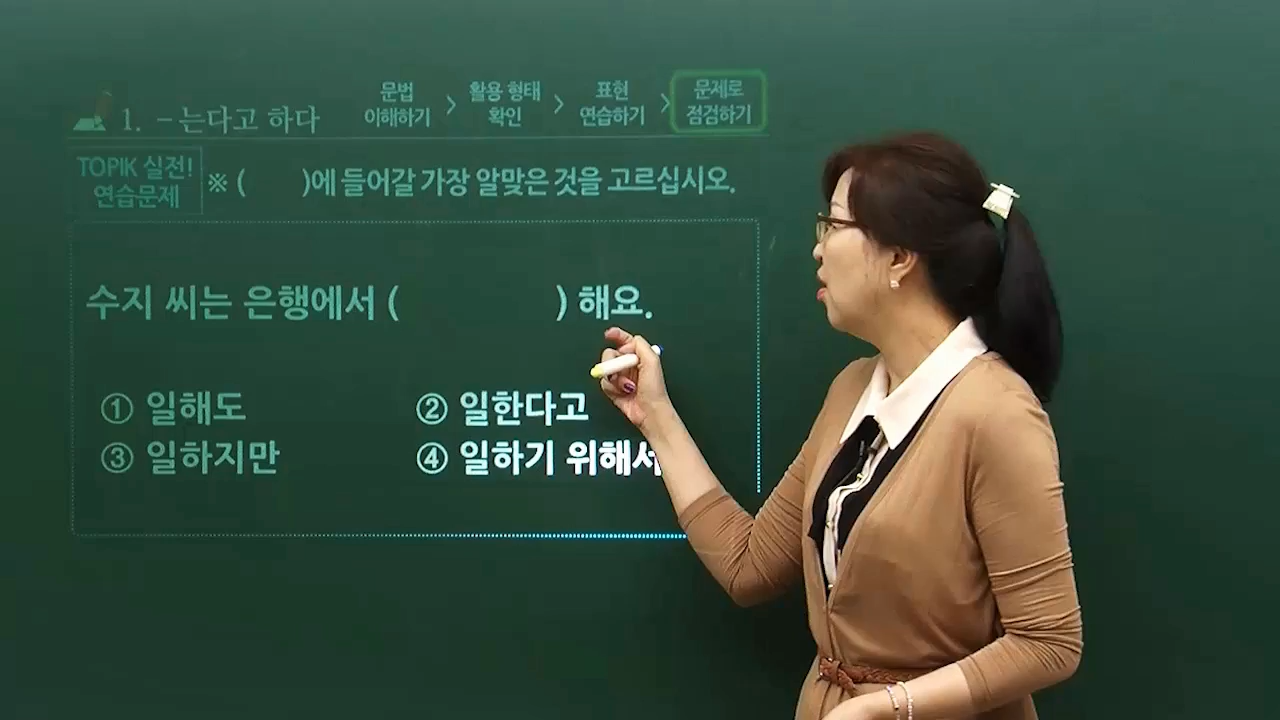 1. -는다고 하다
문법 이해하기 > 활용 형태 확인 > 표현 연습하기 > 문제로 점검하기
TOPIK 실전! 연습문제
※ ( )에 들어갈 가장 알맞은 것을 고르십시오.
수지 씨는 은행에서 ( ) 해요.
① 일해도 ② 일한다고
③ 일하지만 ④ 일하기 위해서